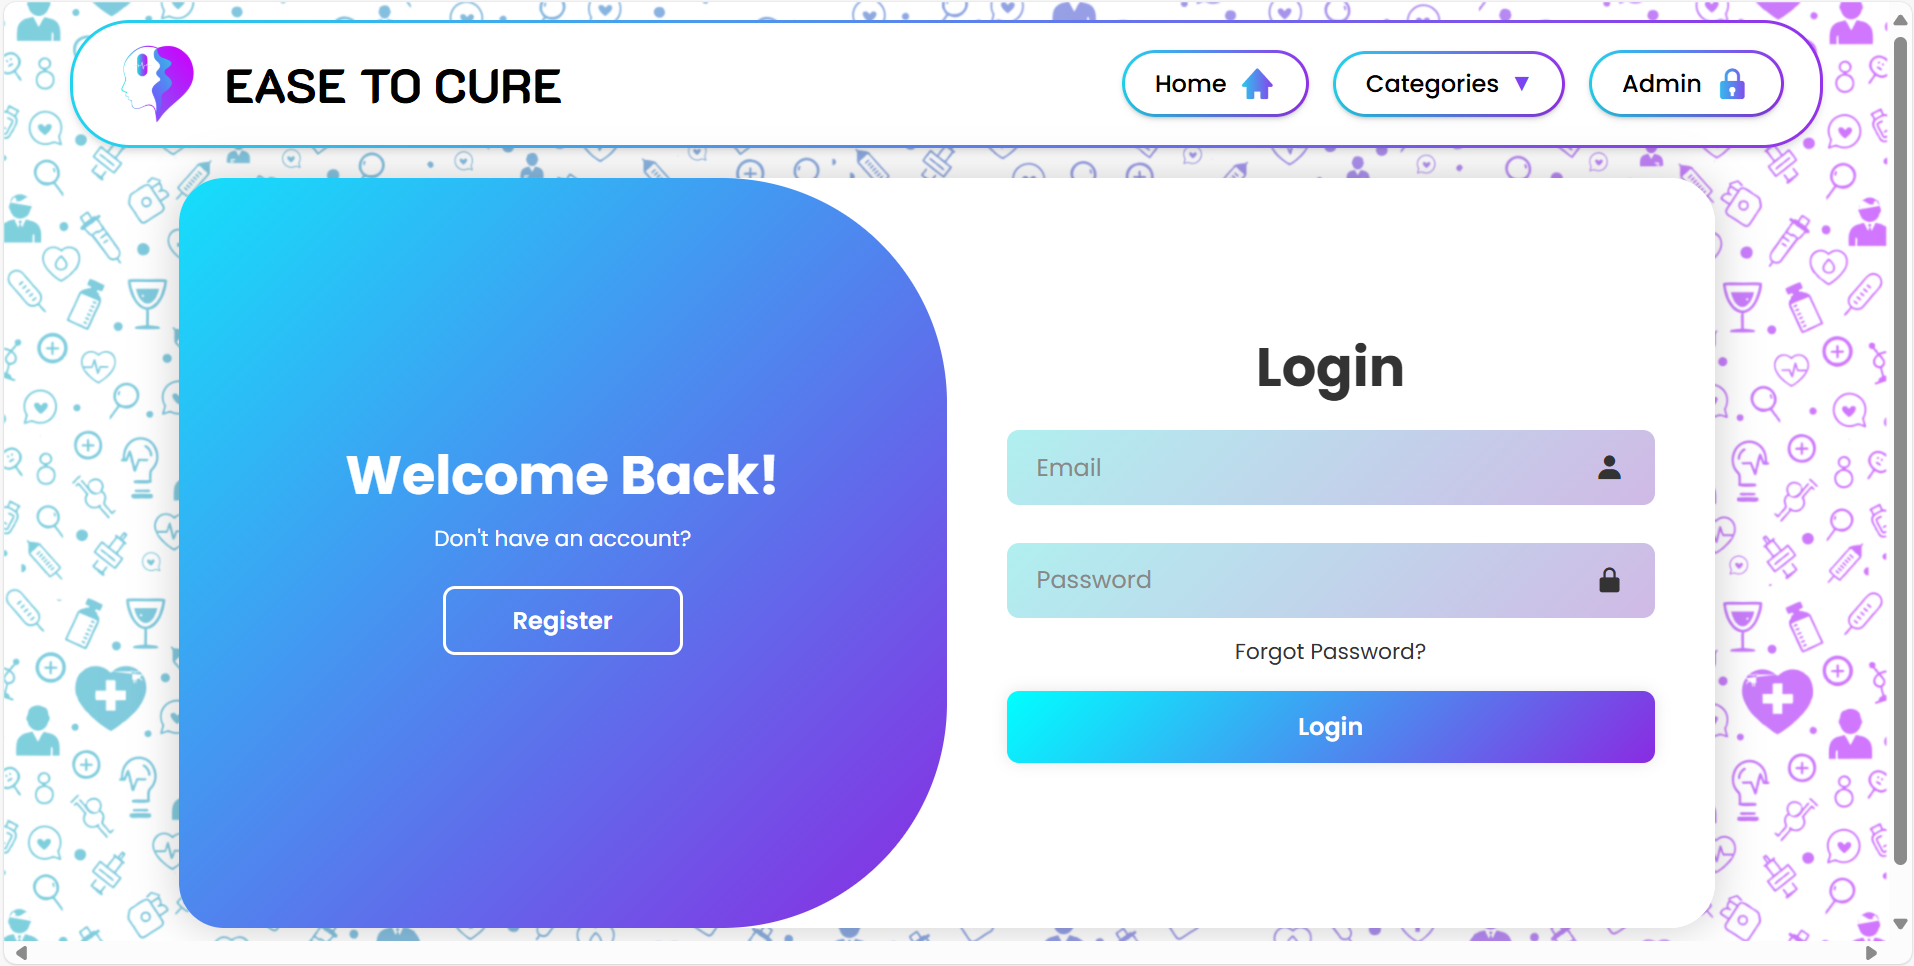 EASE TO CURE
Home
Categories ▼
Admin
Welcome Back!
Don't have an account?
Register
Login
Email
Password
Forgot Password?
Login